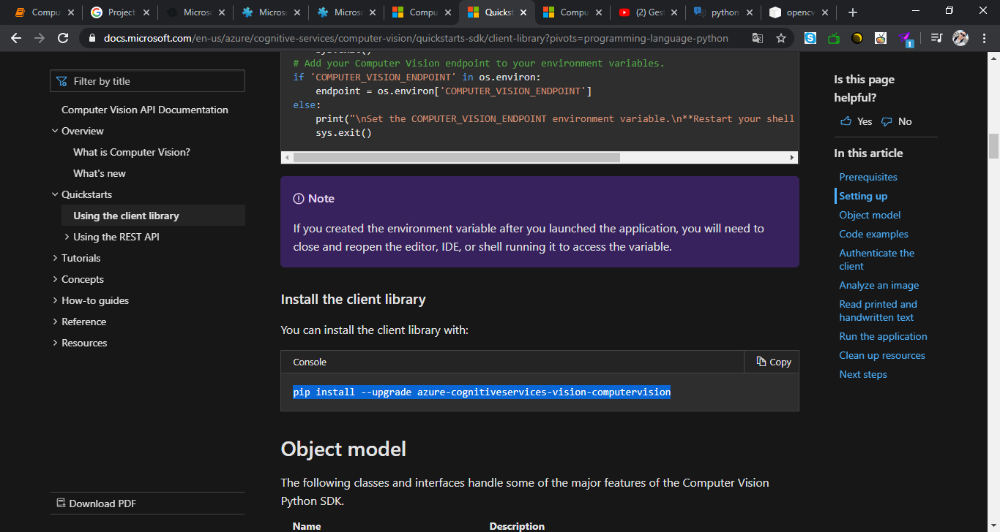 Compu
Project
Micros
Micros
Micros
Compu
Quickst
Compu
(2) Ges
python
opencv
docs.microsoft.com/en-us/azure/cognitive-services/computer-vision/quickstarts-sdk/client-library?pivots=programming-language-python
1
Filter by title
Computer Vision API Documentation
Overview
What is Computer Vision?
What's new
Quickstarts
Using the client library
Using the REST API
Tutorials
Concepts
How-to guides
Reference
Resources
Download PDF
sys.exit()
# Add your Computer Vision endpoint to your environment variables.
if 'COMPUTER_VISION_ENDPOINT' in os.environ:
endpoint = os.environ['COMPUTER_VISION_ENDPOINT']
else:
print("\nSet the COMPUTER_VISION_ENDPOINT environment variable.\n**Restart your shell
sys.exit()
Note
If you created the environment variable after you launched the application, you will need to
close and reopen the editor, IDE, or shell running it to access the variable.
Install the client library
You can install the client library with:
Console
Copy
pip install --upgrade azure-cognitiveservices-vision-computervision
Object model
The following classes and interfaces handle some of the major features of the Computer Vision
Python SDK.
Name Description
Is this page
helpful?
Yes No
In this article
Prerequisites
Setting up
Object model
Code examples
Authenticate the
client
Analyze an image
Read printed and
handwritten text
Run the application
Clean up resources
Next steps